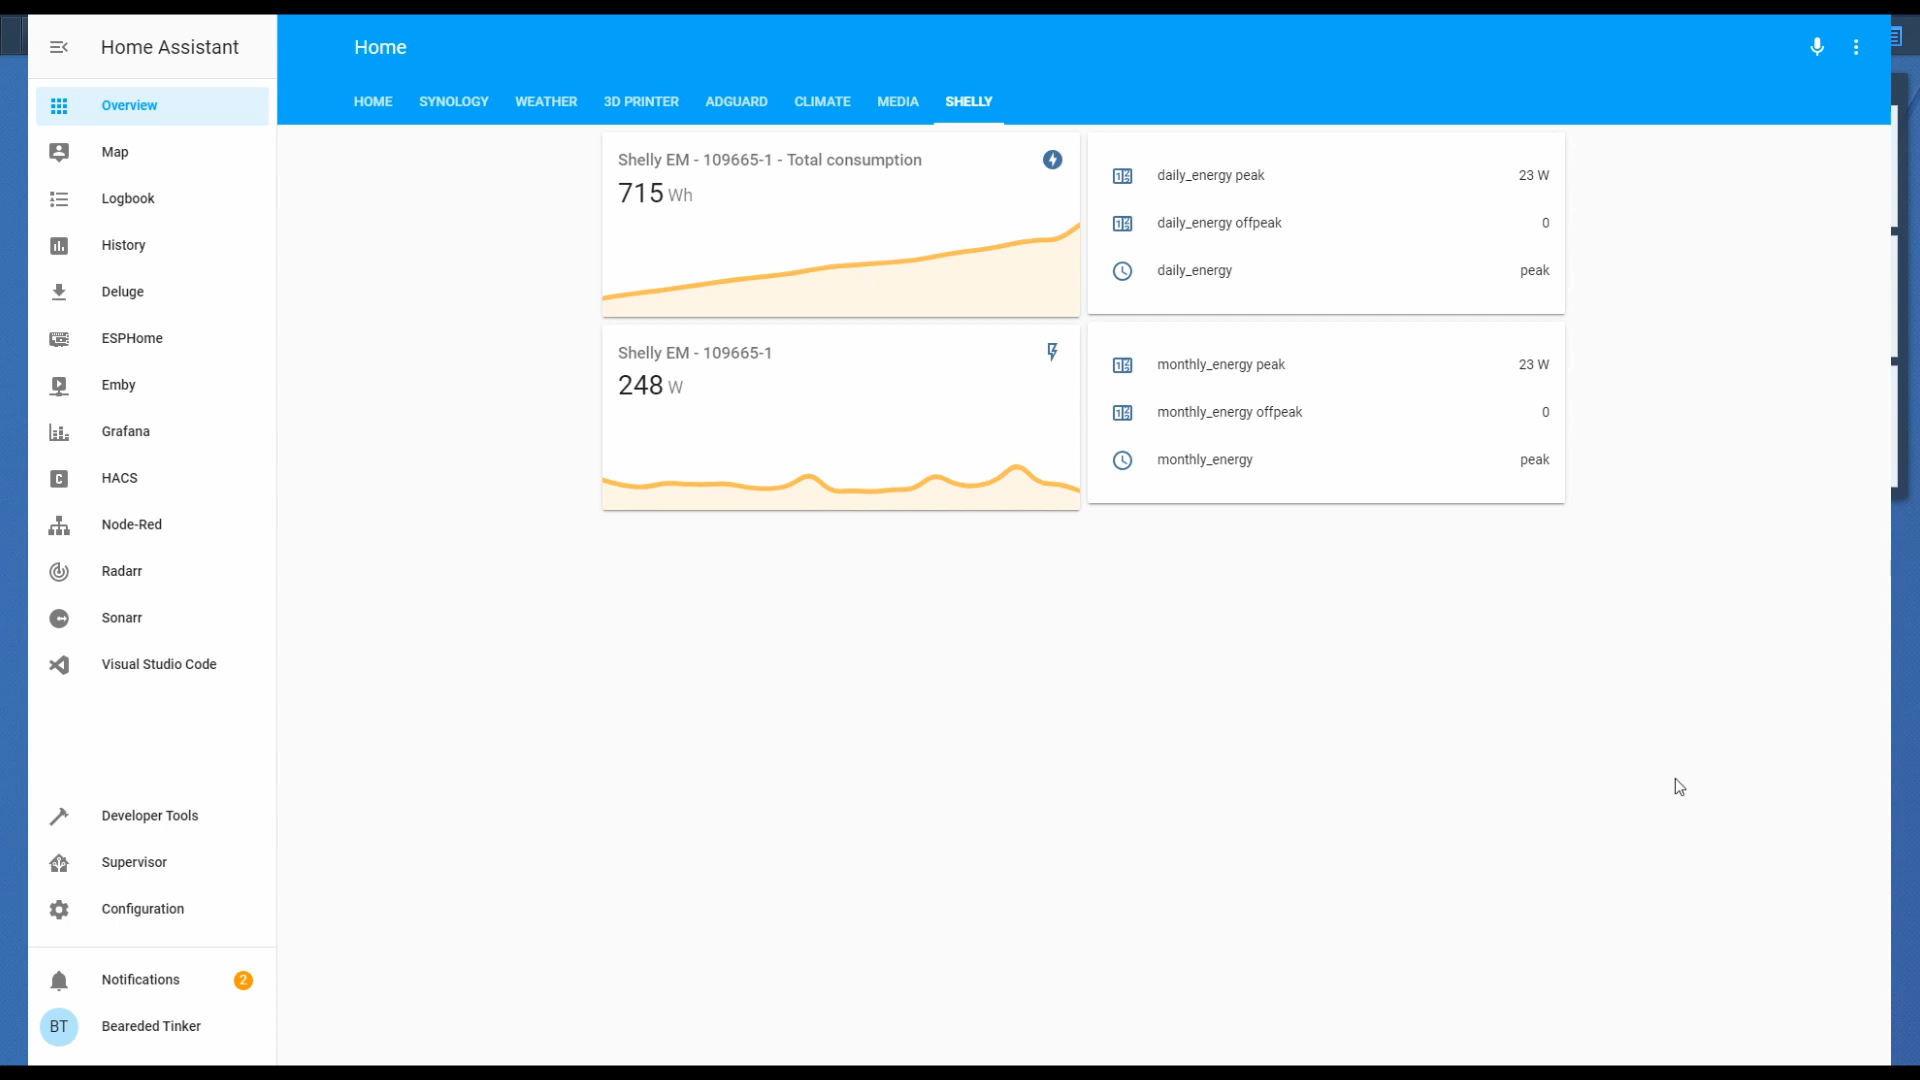 Home Assistant
Overview
Map
Logbook
History
Deluge
ESPHome
Emby
Grafana
HACS
Node-Red
Radarr
Sonarr
Visual Studio Code
Developer Tools
Supervisor
Configuration
Notifications 2
BT Beareded Tinker
Home
HOME SYNOLOGY WEATHER 3D PRINTER ADGUARD CLIMATE MEDIA SHELLY
Shelly EM - 109665-1 - Total consumption
715 Wh
Shelly EM - 109665-1
248 W
daily_energy peak 23 W
daily_energy offpeak 0
daily_energy peak
monthly_energy peak 23 W
monthly_energy offpeak 0
monthly_energy peak